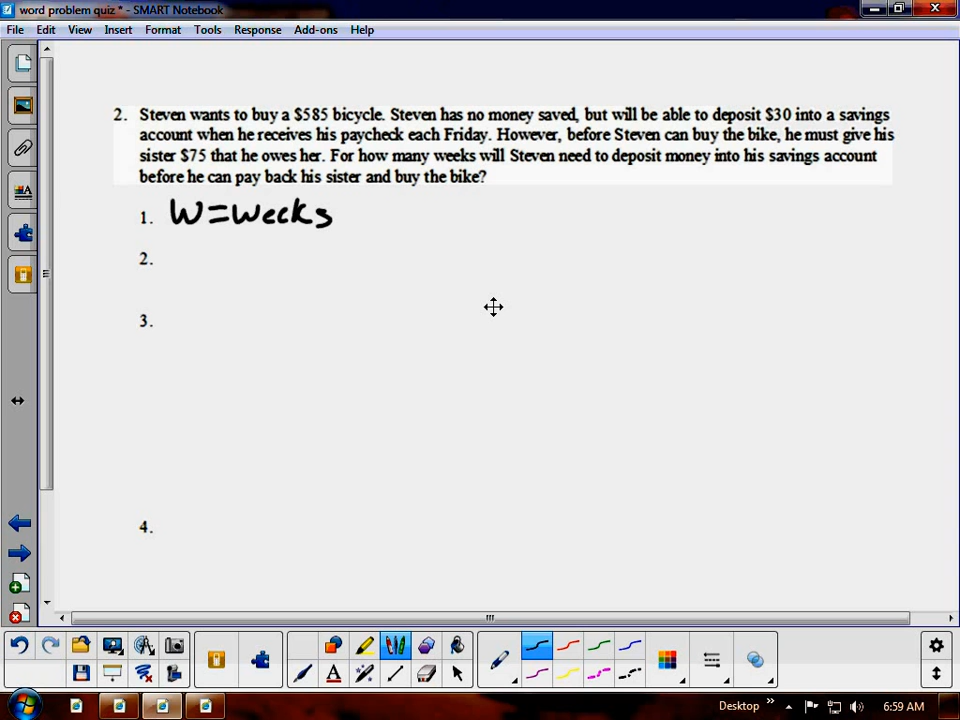 word problem quiz * - SMART Notebook
File Edit View Insert Format Tools Response Add-ons Help
2. Steven wants to buy a $585 bicycle. Steven has no money saved, but will be able to deposit $30 into a savings
account when he receives his paycheck each Friday. However, before Steven can buy the bike, he must give his
sister $75 that he owes her. For how many weeks will Steven need to deposit money into his savings account
before he can pay back his sister and buy the bike?
1. W=weeks
2.
3.
4.
Desktop » 6:59 AM